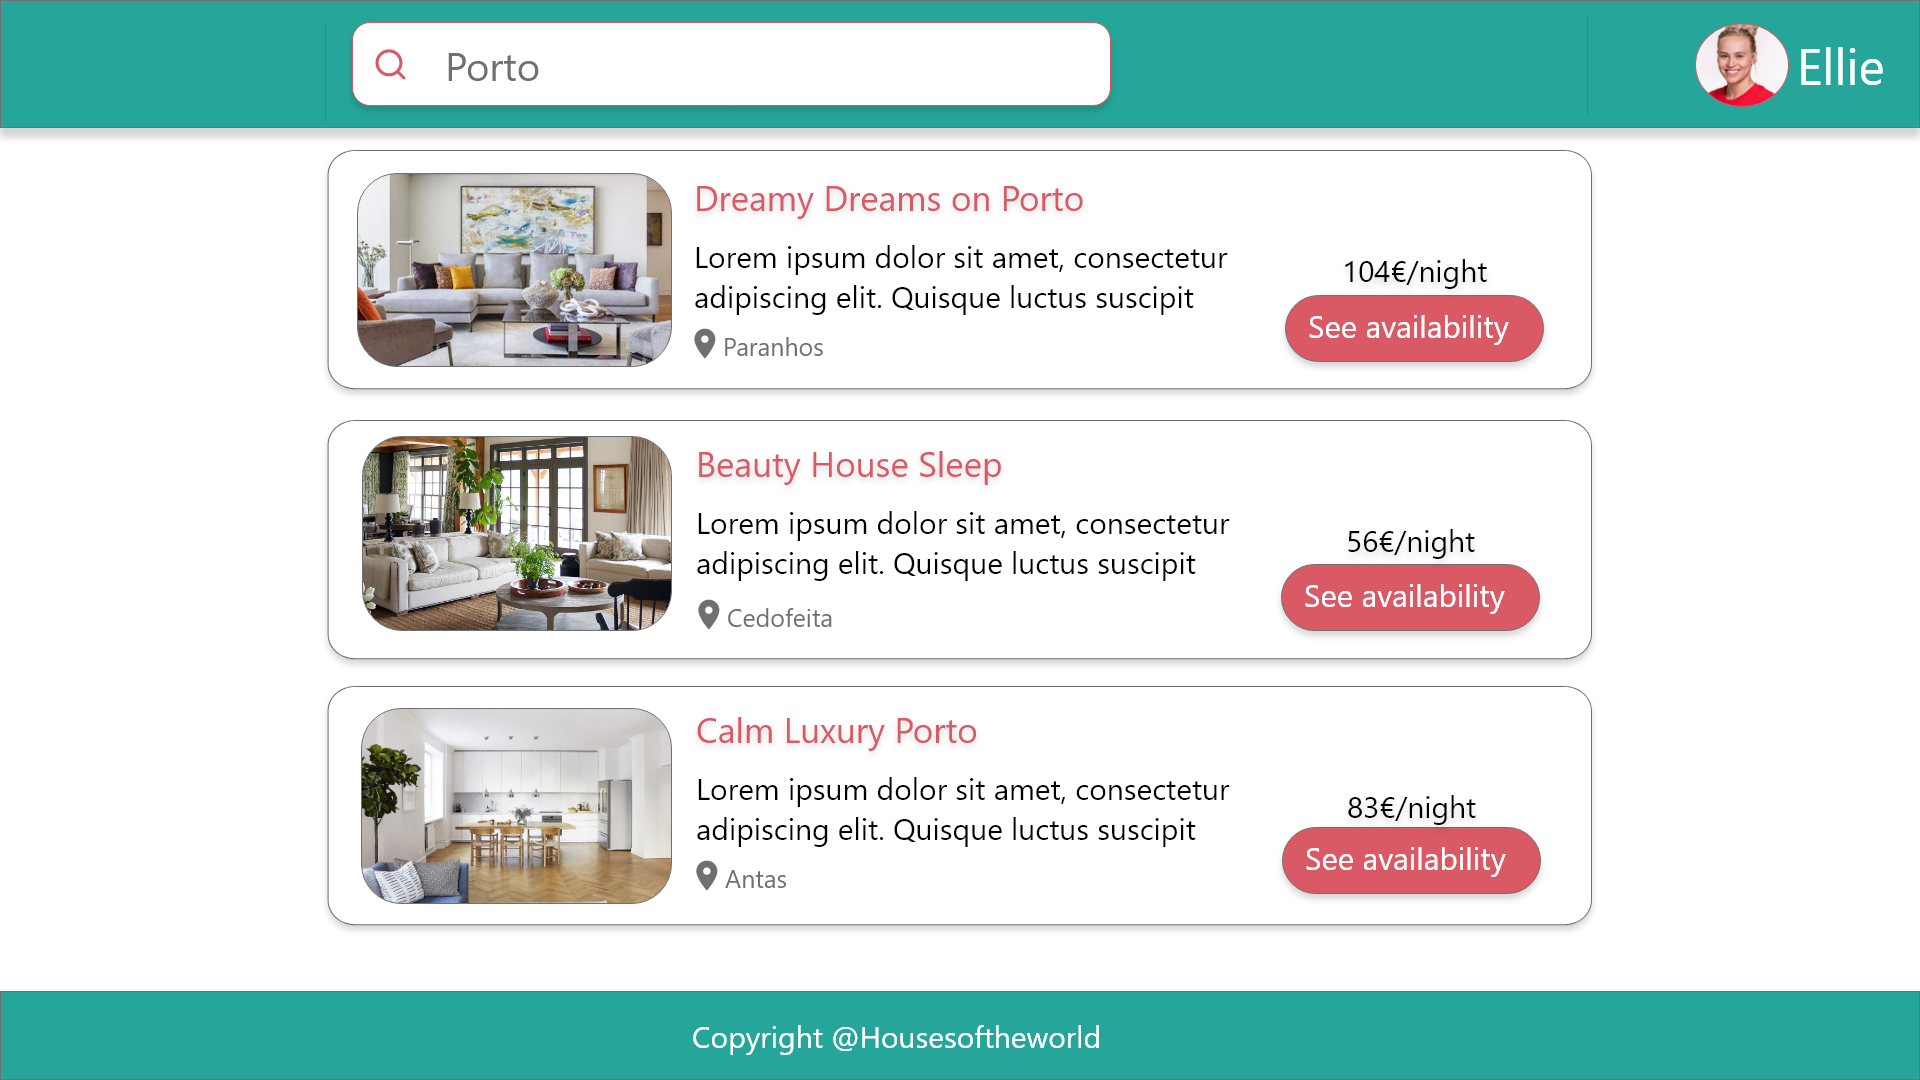 Porto
Ellie
Dreamy Dreams on Porto
Lorem ipsum dolor sit amet, consectetur
adipiscing elit. Quisque luctus suscipit
Paranhos
104€/night
See availability
Beauty House Sleep
Lorem ipsum dolor sit amet, consectetur
adipiscing elit. Quisque luctus suscipit
Cedofeita
56€/night
See availability
Calm Luxury Porto
Lorem ipsum dolor sit amet, consectetur
adipiscing elit. Quisque luctus suscipit
Antas
83€/night
See availability
Copyright @Housesoftheworld